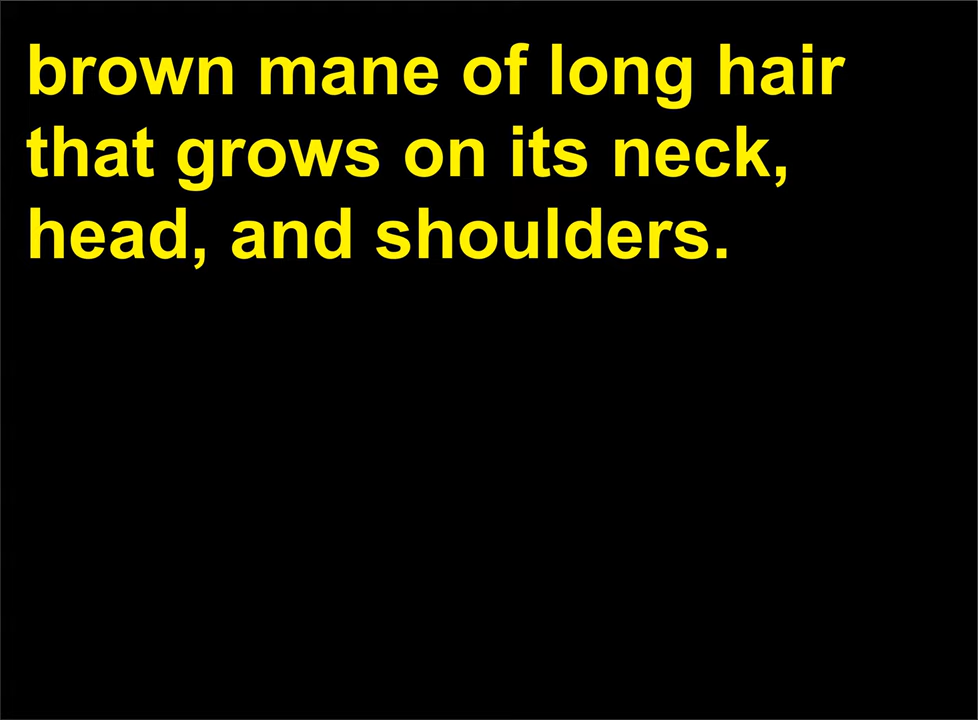 brown mane of long hair
that grows on its neck,
head, and shoulders.